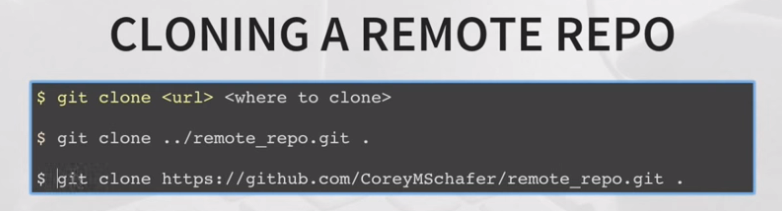 CLONING A REMOTE REPO
$ git clone <url> <where to clone>
$ git clone ../remote_repo.git .
$ git clone https://github.com/CoreyMSchafer/remote_repo.git .